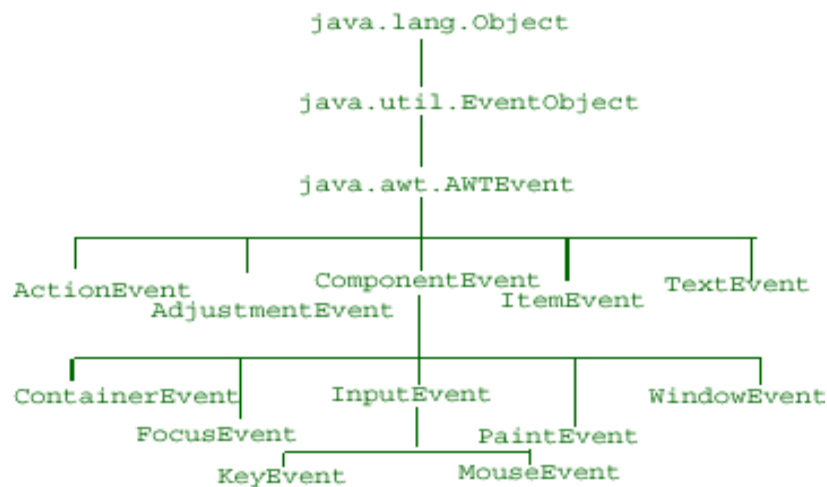 java.lang.Object
java.util.EventObject
java.awt.AWTEvent
ActionEvent
AdjustmentEvent
ComponentEvent
ItemEvent
TextEvent
ContainerEvent
FocusEvent
InputEvent
PaintEvent
WindowEvent
KeyEvent
MouseEvent